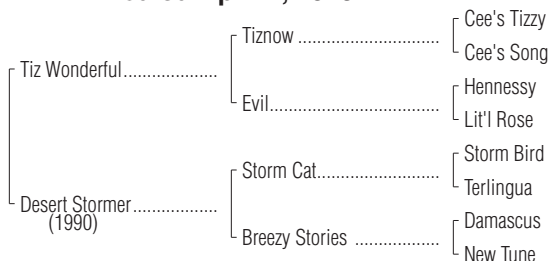 Cee's Tizzy
Tiznow
Cee's Song
Tiz Wonderful
Hennessy
Evil
Lit'l Rose
Storm Bird
Storm Cat
Terlingua
Desert Stormer
(1990)
Damascus
Breezy Stories
New Tune